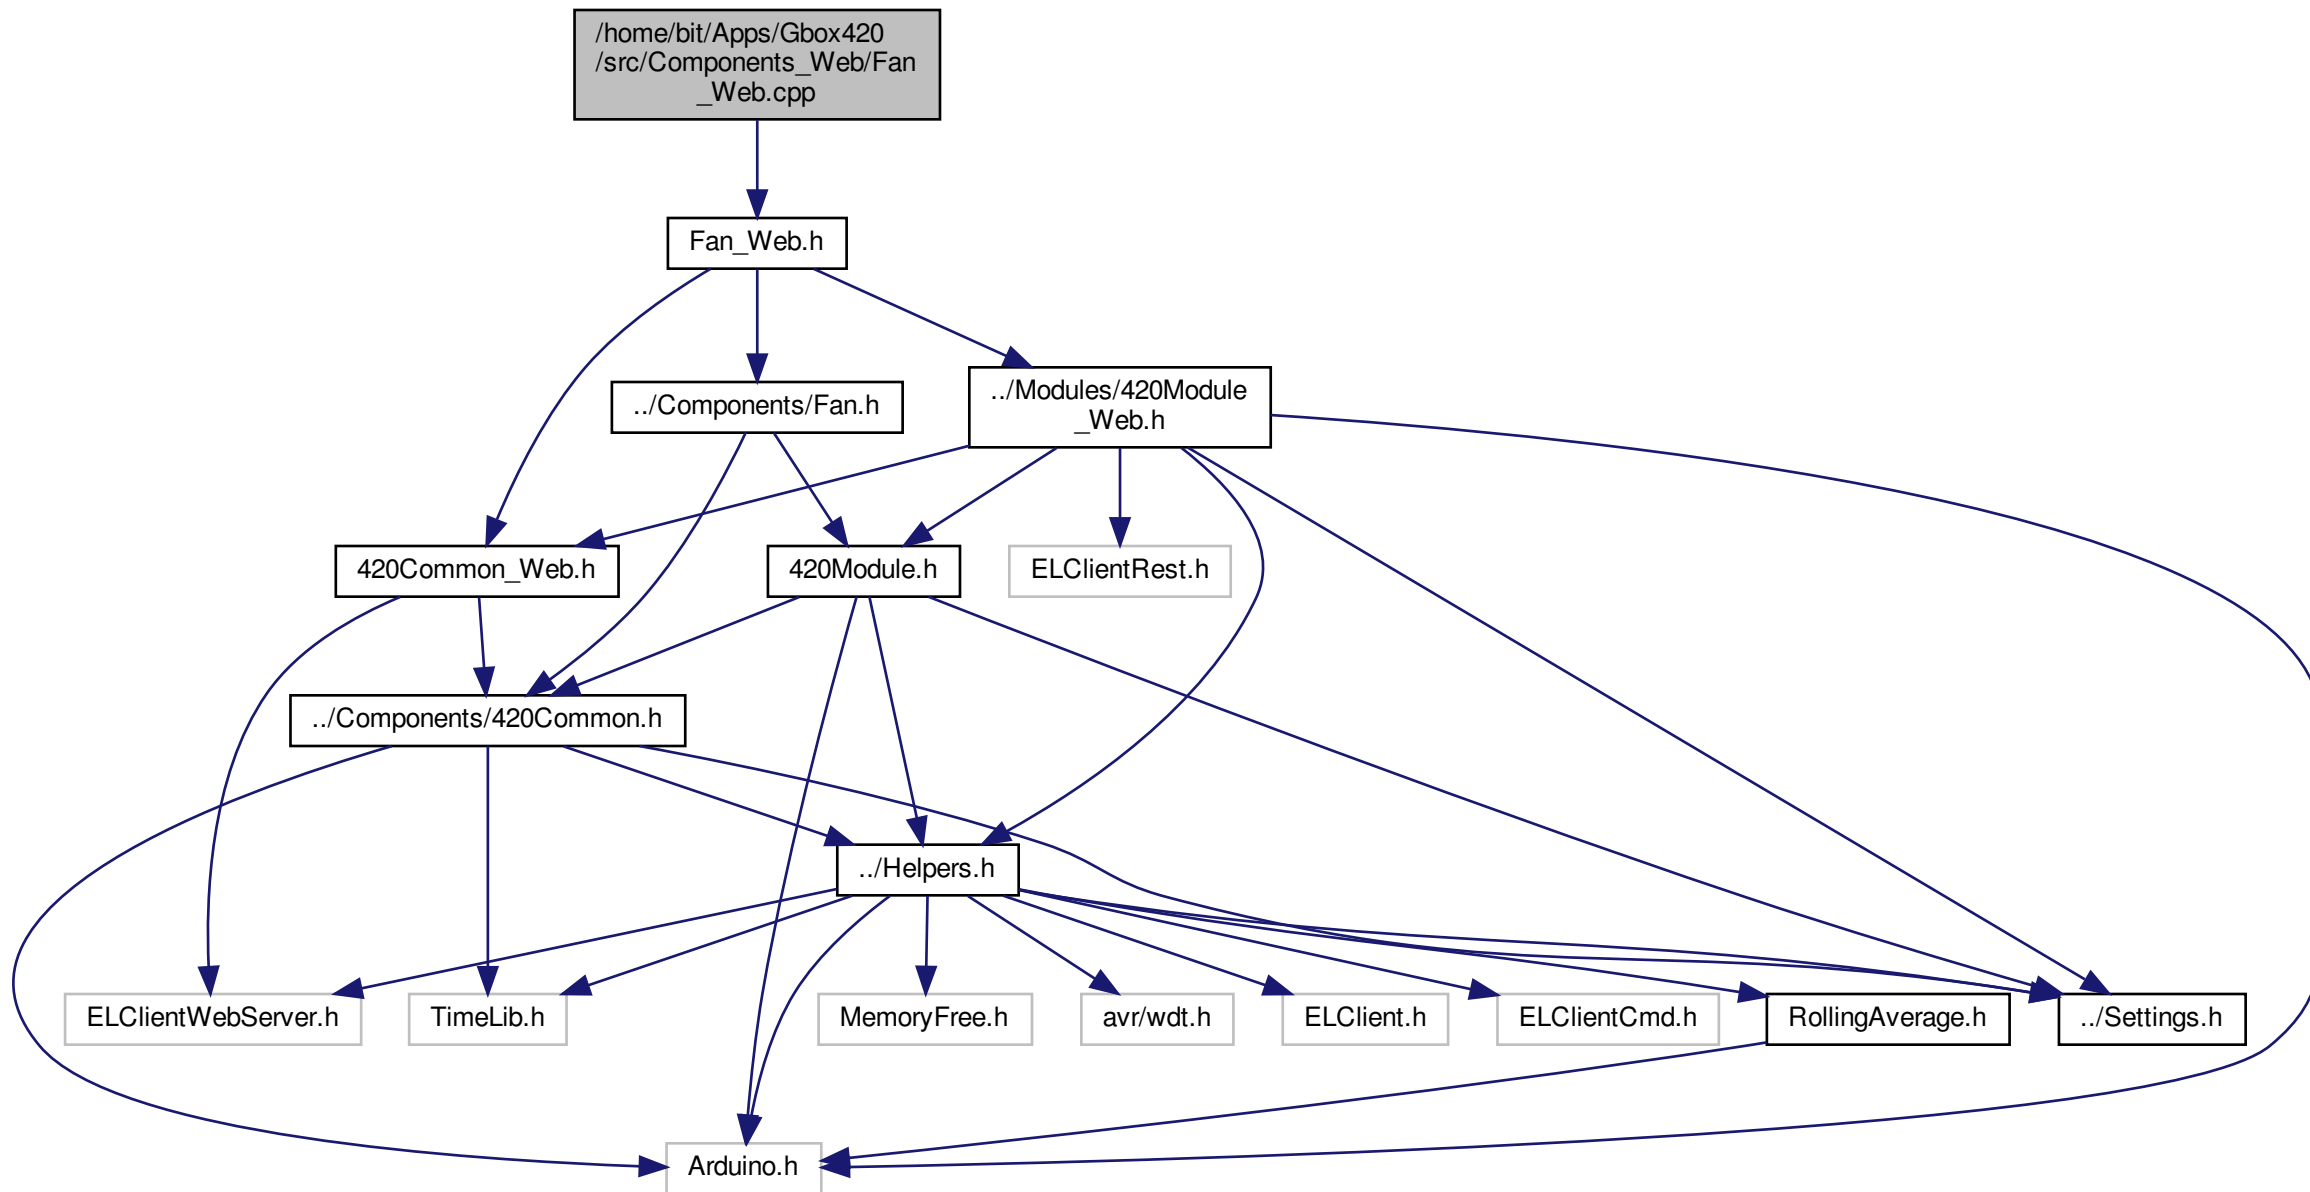 /home/bit/Apps/Gbox420
/src/Components_Web/Fan
_Web.cpp
Fan_Web.h
../Components/Fan.h
../Modules/420Module
_Web.h
420Common_Web.h
420Module.h
ELClientRest.h
../Components/420Common.h
../Helpers.h
ELClientWebServer.h
TimeLib.h
MemoryFree.h
avr/wdt.h
ELClient.h
ELClientCmd.h
RollingAverage.h
../Settings.h
Arduino.h